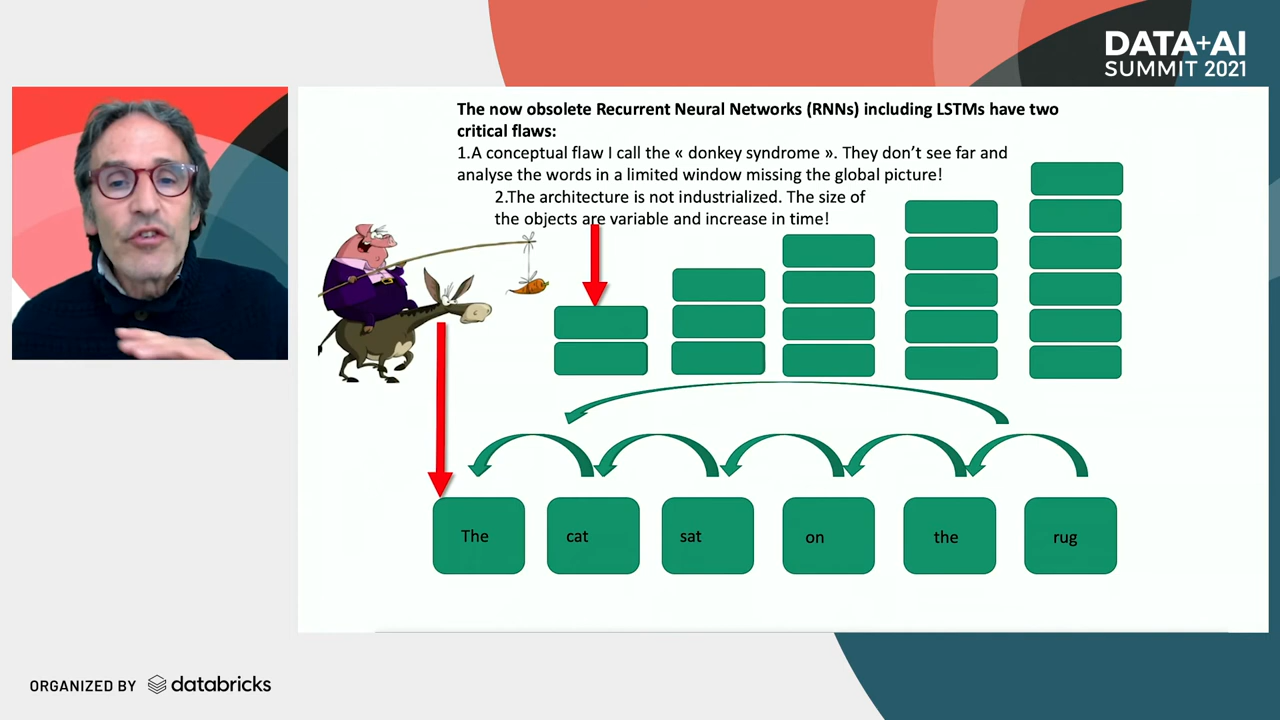 DATA+AI
SUMMIT 2021
The now obsolete Recurrent Neural Networks (RNNs) including LSTMs have two
critical flaws:
1.A conceptual flaw I call the « donkey syndrome ». They don’t see far and
analyse the words in a limited window missing the global picture!
2.The architecture is not industrialized. The size of
the objects are variable and increase in time!
The cat sat on the rug
ORGANIZED BY databricks